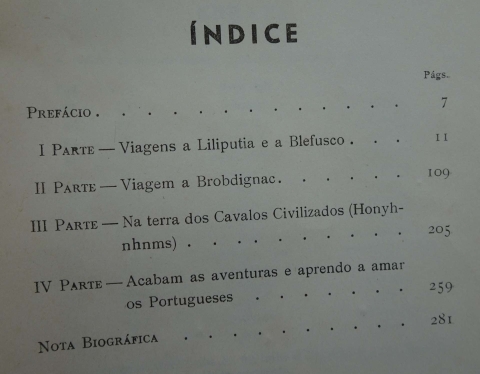 ÍNDICE
Págs.
PREFÁCIO . . . . . . . . . . . . 7
I PARTE — Viagens a Liliputia e a Blefusco . . . 11
II PARTE — Viagem a Brobdignac . . . . . . 109
III PARTE — Na terra dos Cavalos Civilizados (Honyh-
nhnms) . . . . . . . . . . 205
IV PARTE — Acabam as aventuras e aprendo a amar
os Portugueses . . . . . . . 259
NOTA BIOGRÁFICA . . . . . . . . . . 281